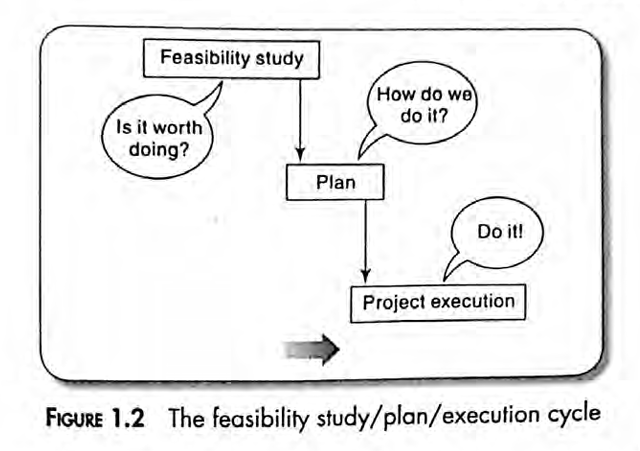 Feasibility study
Is it worth
doing?
How do we
do it?
Plan
Do it!
Project execution
FIGURE 1.2 The feasibility study/plan/execution cycle